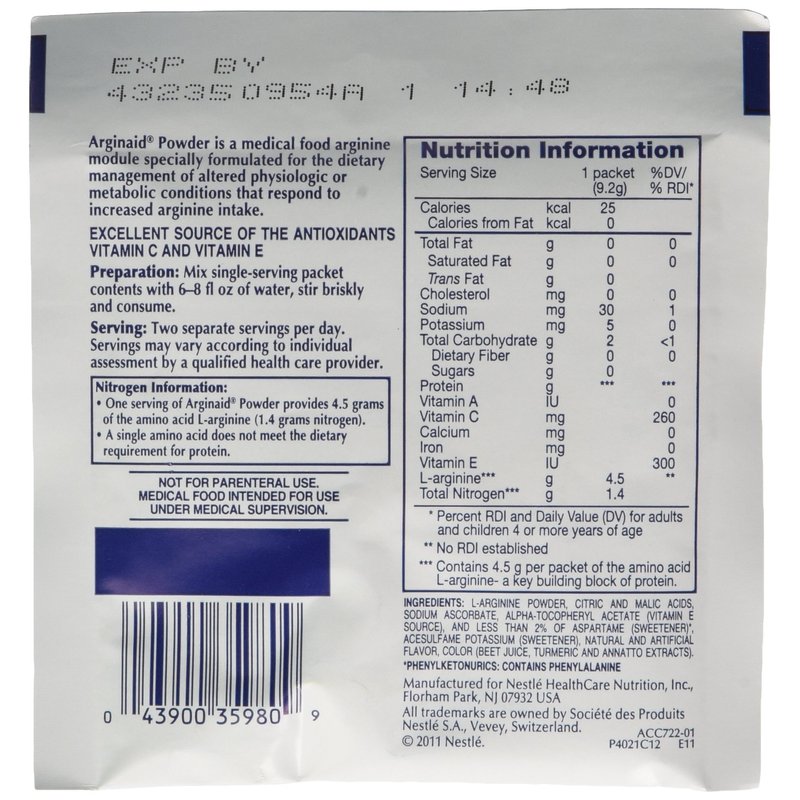 EXP BY
432350954A 1 14:48
Arginaid® Powder is a medical food arginine
module specially formulated for the dietary
management of altered physiologic or
metabolic conditions that respond to
increased arginine intake.
EXCELLENT SOURCE OF THE ANTIOXIDANTS
VITAMIN C AND VITAMIN E
Preparation: Mix single-serving packet
contents with 6–8 fl oz of water, stir briskly
and consume.
Serving: Two separate servings per day.
Servings may vary according to individual
assessment by a qualified health care provider.
Nitrogen Information:
• One serving of Arginaid® Powder provides 4.5 grams
of the amino acid L-arginine (1.4 grams nitrogen).
• A single amino acid does not meet the dietary
requirement for protein.
NOT FOR PARENTERAL USE.
MEDICAL FOOD INTENDED FOR USE
UNDER MEDICAL SUPERVISION.
0 43900 35980 9
Nutrition Information
Serving Size 1 packet %DV/
(9.2g) % RDI*
Calories kcal 25
Calories from Fat kcal 0
Total Fat g 0 0
Saturated Fat g 0 0
Trans Fat g 0
Cholesterol mg 0 0
Sodium mg 30 1
Potassium mg 5 0
Total Carbohydrate g 2 <1
Dietary Fiber g 0 0
Sugars g 0
Protein g *** ***
Vitamin A IU 0
Vitamin C mg 260
Calcium mg 0
Iron mg 0
Vitamin E IU 300
L-arginine*** g 4.5 **
Total Nitrogen*** g 1.4
* Percent RDI and Daily Value (DV) for adults
and children 4 or more years of age
** No RDI established
*** Contains 4.5 g per packet of the amino acid
L-arginine- a key building block of protein.
INGREDIENTS: L-ARGININE POWDER, CITRIC AND MALIC ACIDS,
SODIUM ASCORBATE, ALPHA-TOCOPHERYL ACETATE (VITAMIN E
SOURCE), AND LESS THAN 2% OF ASPARTAME (SWEETENER)*,
ACESULFAME POTASSIUM (SWEETENER), NATURAL AND ARTIFICIAL
FLAVOR, COLOR (BEET JUICE, TURMERIC AND ANNATTO EXTRACTS).
*PHENYLKETONURICS: CONTAINS PHENYLALANINE
Manufactured for Nestlé HealthCare Nutrition, Inc.,
Florham Park, NJ 07932 USA
All trademarks are owned by Société des Produits
Nestlé S.A., Vevey, Switzerland.
© 2011 Nestlé.
ACC722-01
P4021C12 E11